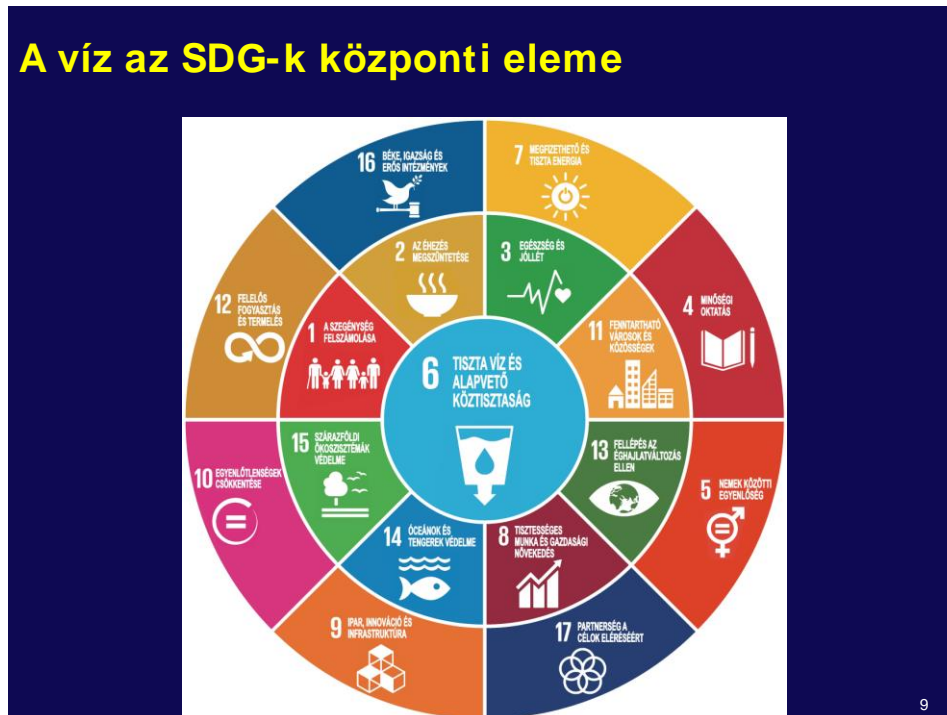 A víz az SDG-k központi eleme
16 BÉKE, IGAZSÁG ÉS
ERŐS INTÉZMÉNYEK
7 MEGFIZETHETŐ ÉS
TISZTA ENERGIA
2 AZ ÉHEZÉS
MEGSZÜNTETÉSE
3 EGÉSZSÉG ÉS
JÓLLÉT
12 FELELŐS
FOGYASZTÁS
ÉS TERMELÉS
4 MINŐSÉGI
OKTATÁS
1 A SZEGÉNYSÉG
FELSZÁMOLÁSA
11 FENNTARTHATÓ
VÁROSOK ÉS
KÖZÖSSÉGEK
6 TISZTA VÍZ ÉS
ALAPVETŐ
KÖZTISZTASÁG
15 SZÁRAZFÖLDI
ÖKOSZISZTÉMÁK
VÉDELME
13 FELLÉPÉS AZ
ÉGHAJLATVÁLTOZÁS
ELLEN
10 EGYENLŐTLENSÉGEK
CSÖKKENTÉSE
5 NEMEK KÖZÖTTI
EGYENLŐSÉG
14 ÓCEÁNOK ÉS
TENGEREK VÉDELME
8 TISZTESSÉGES
MUNKA ÉS GAZDASÁGI
NÖVEKEDÉS
9 IPAR, INNOVÁCIÓ ÉS
INFRASTRUKTÚRA
17 PARTNERSÉG A
CÉLOK ELÉRÉSÉÉRT
9